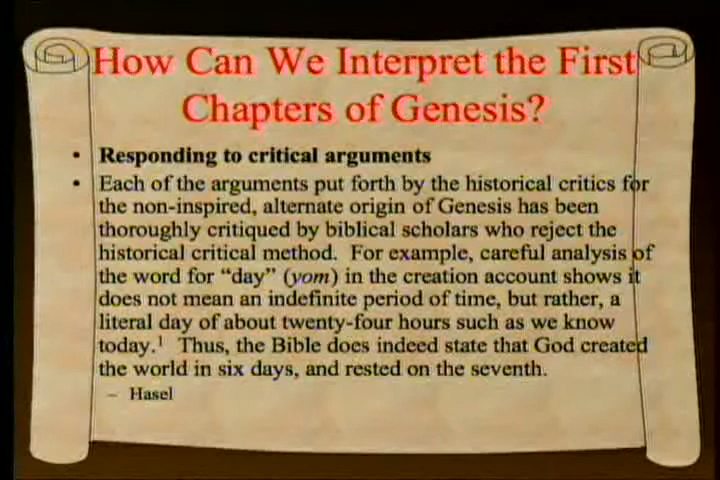 How Can We Interpret the First
Chapters of Genesis?
• Responding to critical arguments
• Each of the arguments put forth by the historical critics for
the non-inspired, alternate origin of Genesis has been
thoroughly critiqued by biblical scholars who reject the
historical critical method.  For example, careful analysis of
the word for “day” (yom) in the creation account shows it
does not mean an indefinite period of time, but rather, a
literal day of about twenty-four hours such as we know
today.¹  Thus, the Bible does indeed state that God created
the world in six days, and rested on the seventh.
– Hasel